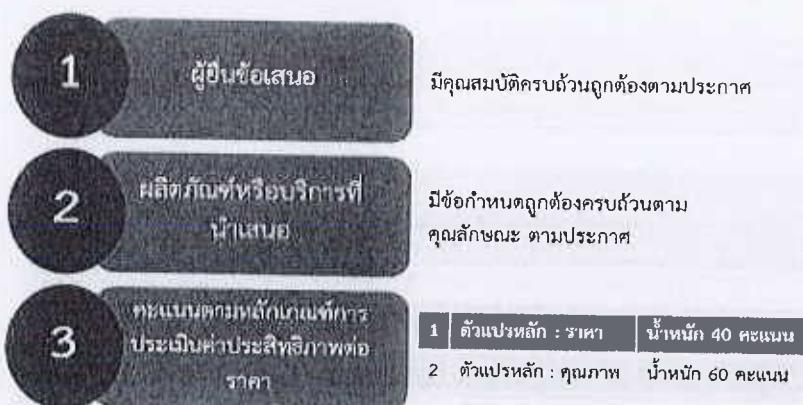 1
ผู้ยื่นข้อเสนอ
มีคุณสมบัติครบถ้วนถูกต้องตามประกาศ
2
ผลิตภัณฑ์หรือบริการที่
นำเสนอ
มีข้อกำหนดถูกต้องครบถ้วนตาม
คุณลักษณะ ตามประกาศ
3
คะแนนตามหลักเกณฑ์การ
ประเมินค่าประสิทธิภาพต่อ
ราคา
1 ตัวแปรหลัก : ราคา น้ำหนัก 40 คะแนน
2 ตัวแปรหลัก : คุณภาพ น้ำหนัก 60 คะแนน